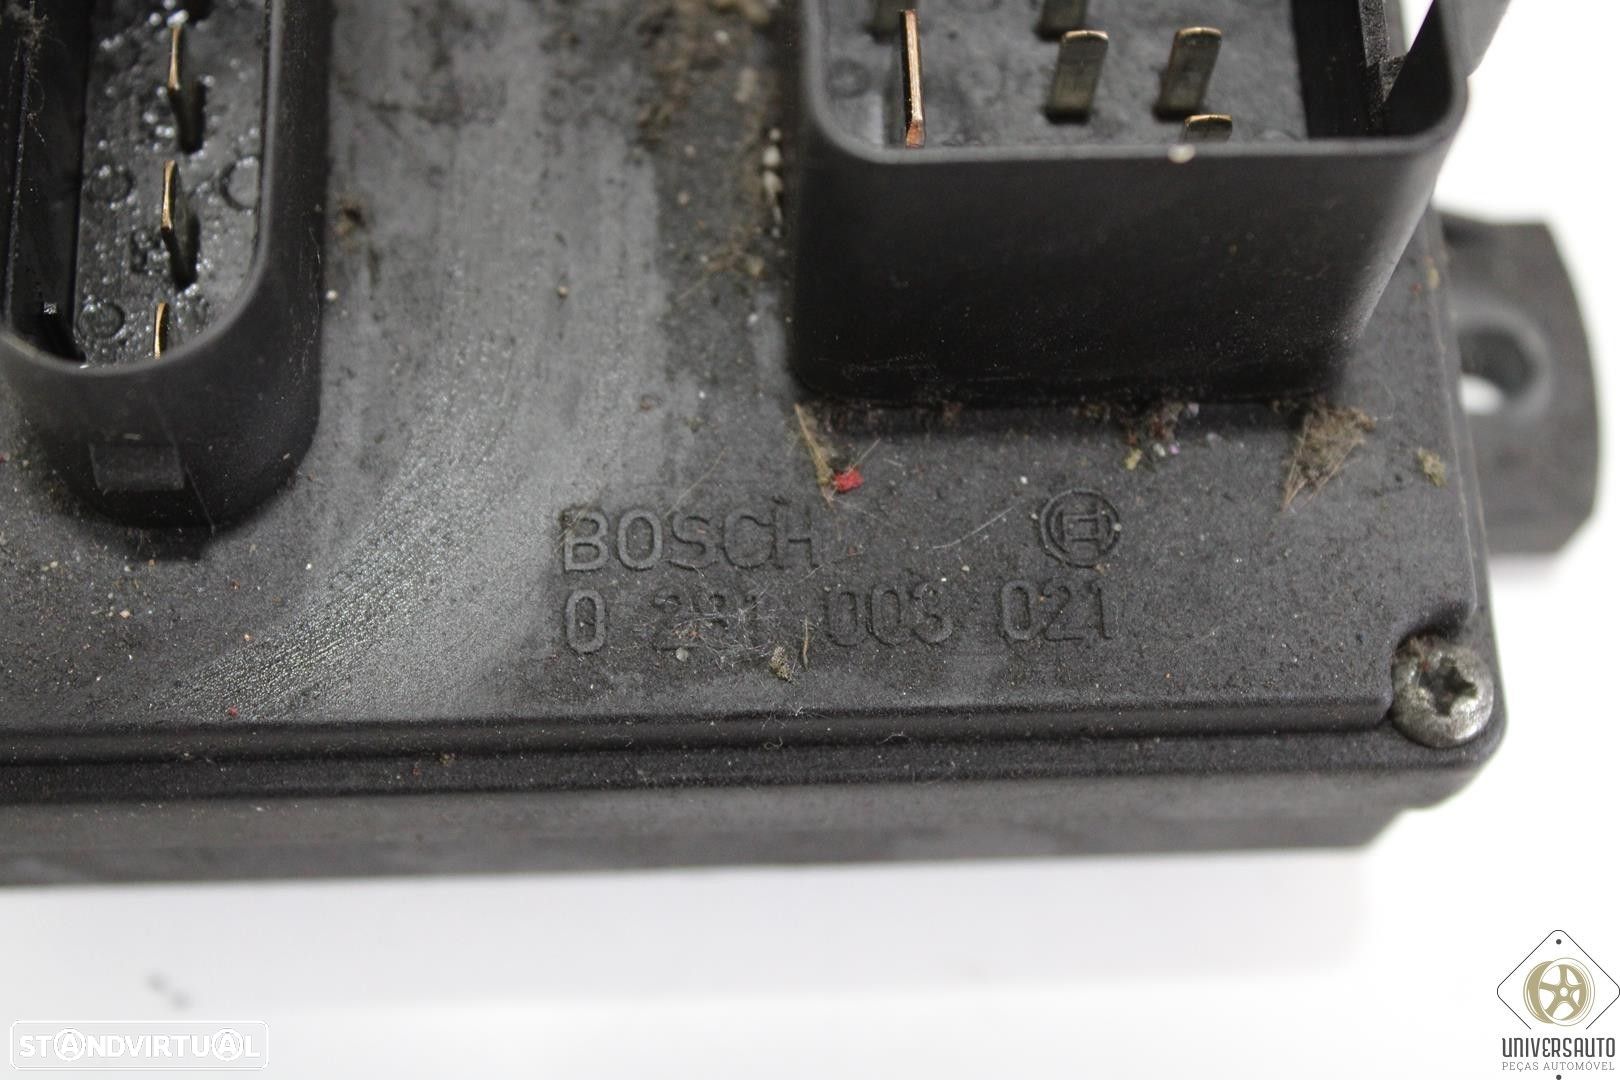 BOSCH
0 281 003 021
STANDVIRTUAL
UNIVERSAUTO
PEÇAS AUTOMÓVEL